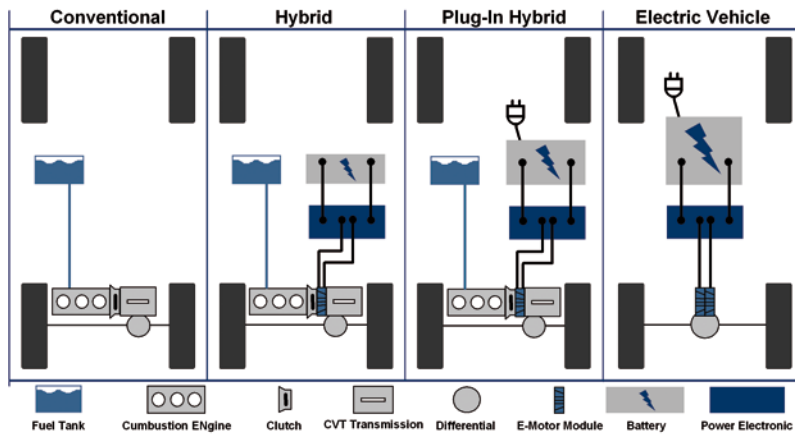 Conventional
Hybrid
Plug-In Hybrid
Electric Vehicle
Fuel Tank
Cumbustion ENgine
Clutch
CVT Transmission
Differential
E-Motor Module
Battery
Power Electronic